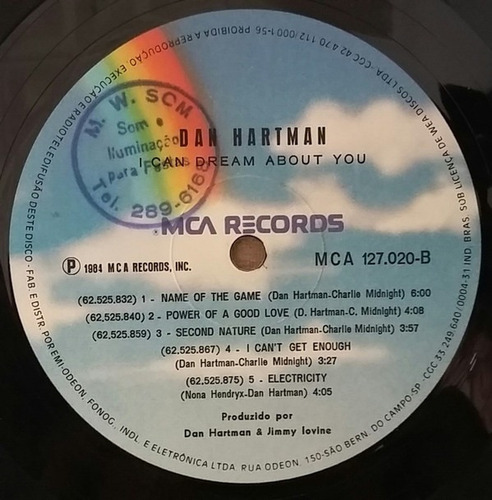 DAN HARTMAN
I CAN DREAM ABOUT YOU
M. W. SOM
Som e
Iluminação
Para Festas
Tel. 289-6168
MCA RECORDS
Ⓟ 1984 MCA RECORDS, INC.
MCA 127.020-B
(62.525.832) 1 - NAME OF THE GAME (Dan Hartman-Charlie Midnight) 6:00
(62.525.840) 2 - POWER OF A GOOD LOVE (D. Hartman-C. Midnight) 4:08
(62.525.859) 3 - SECOND NATURE (Dan Hartman-Charlie Midnight) 3:57
(62.525.867) 4 - I CAN'T GET ENOUGH
(Dan Hartman-Charlie Midnight) 3:27
(62.525.875) 5 - ELECTRICITY
(Nona Hendryx-Dan Hartman) 4:05
Produzido por
Dan Hartman & Jimmy Iovine
PROIBIDA A REPRODUÇÃO, EXECUÇÃO E RADIOTELEDIFUSÃO DESTE DISCO - FAB. E DISTR. POR EMI-ODEON FONOG., INDL. E ELETRÔNICA LTDA RUA ODEON, 150-SÃO BERN. DO CAMPO-SP-CGC 33 249 640/0004-31 IND. BRAS. SOB LICENÇA DE WEA DISCOS LTDA - CGC 42 470 112/0001-56